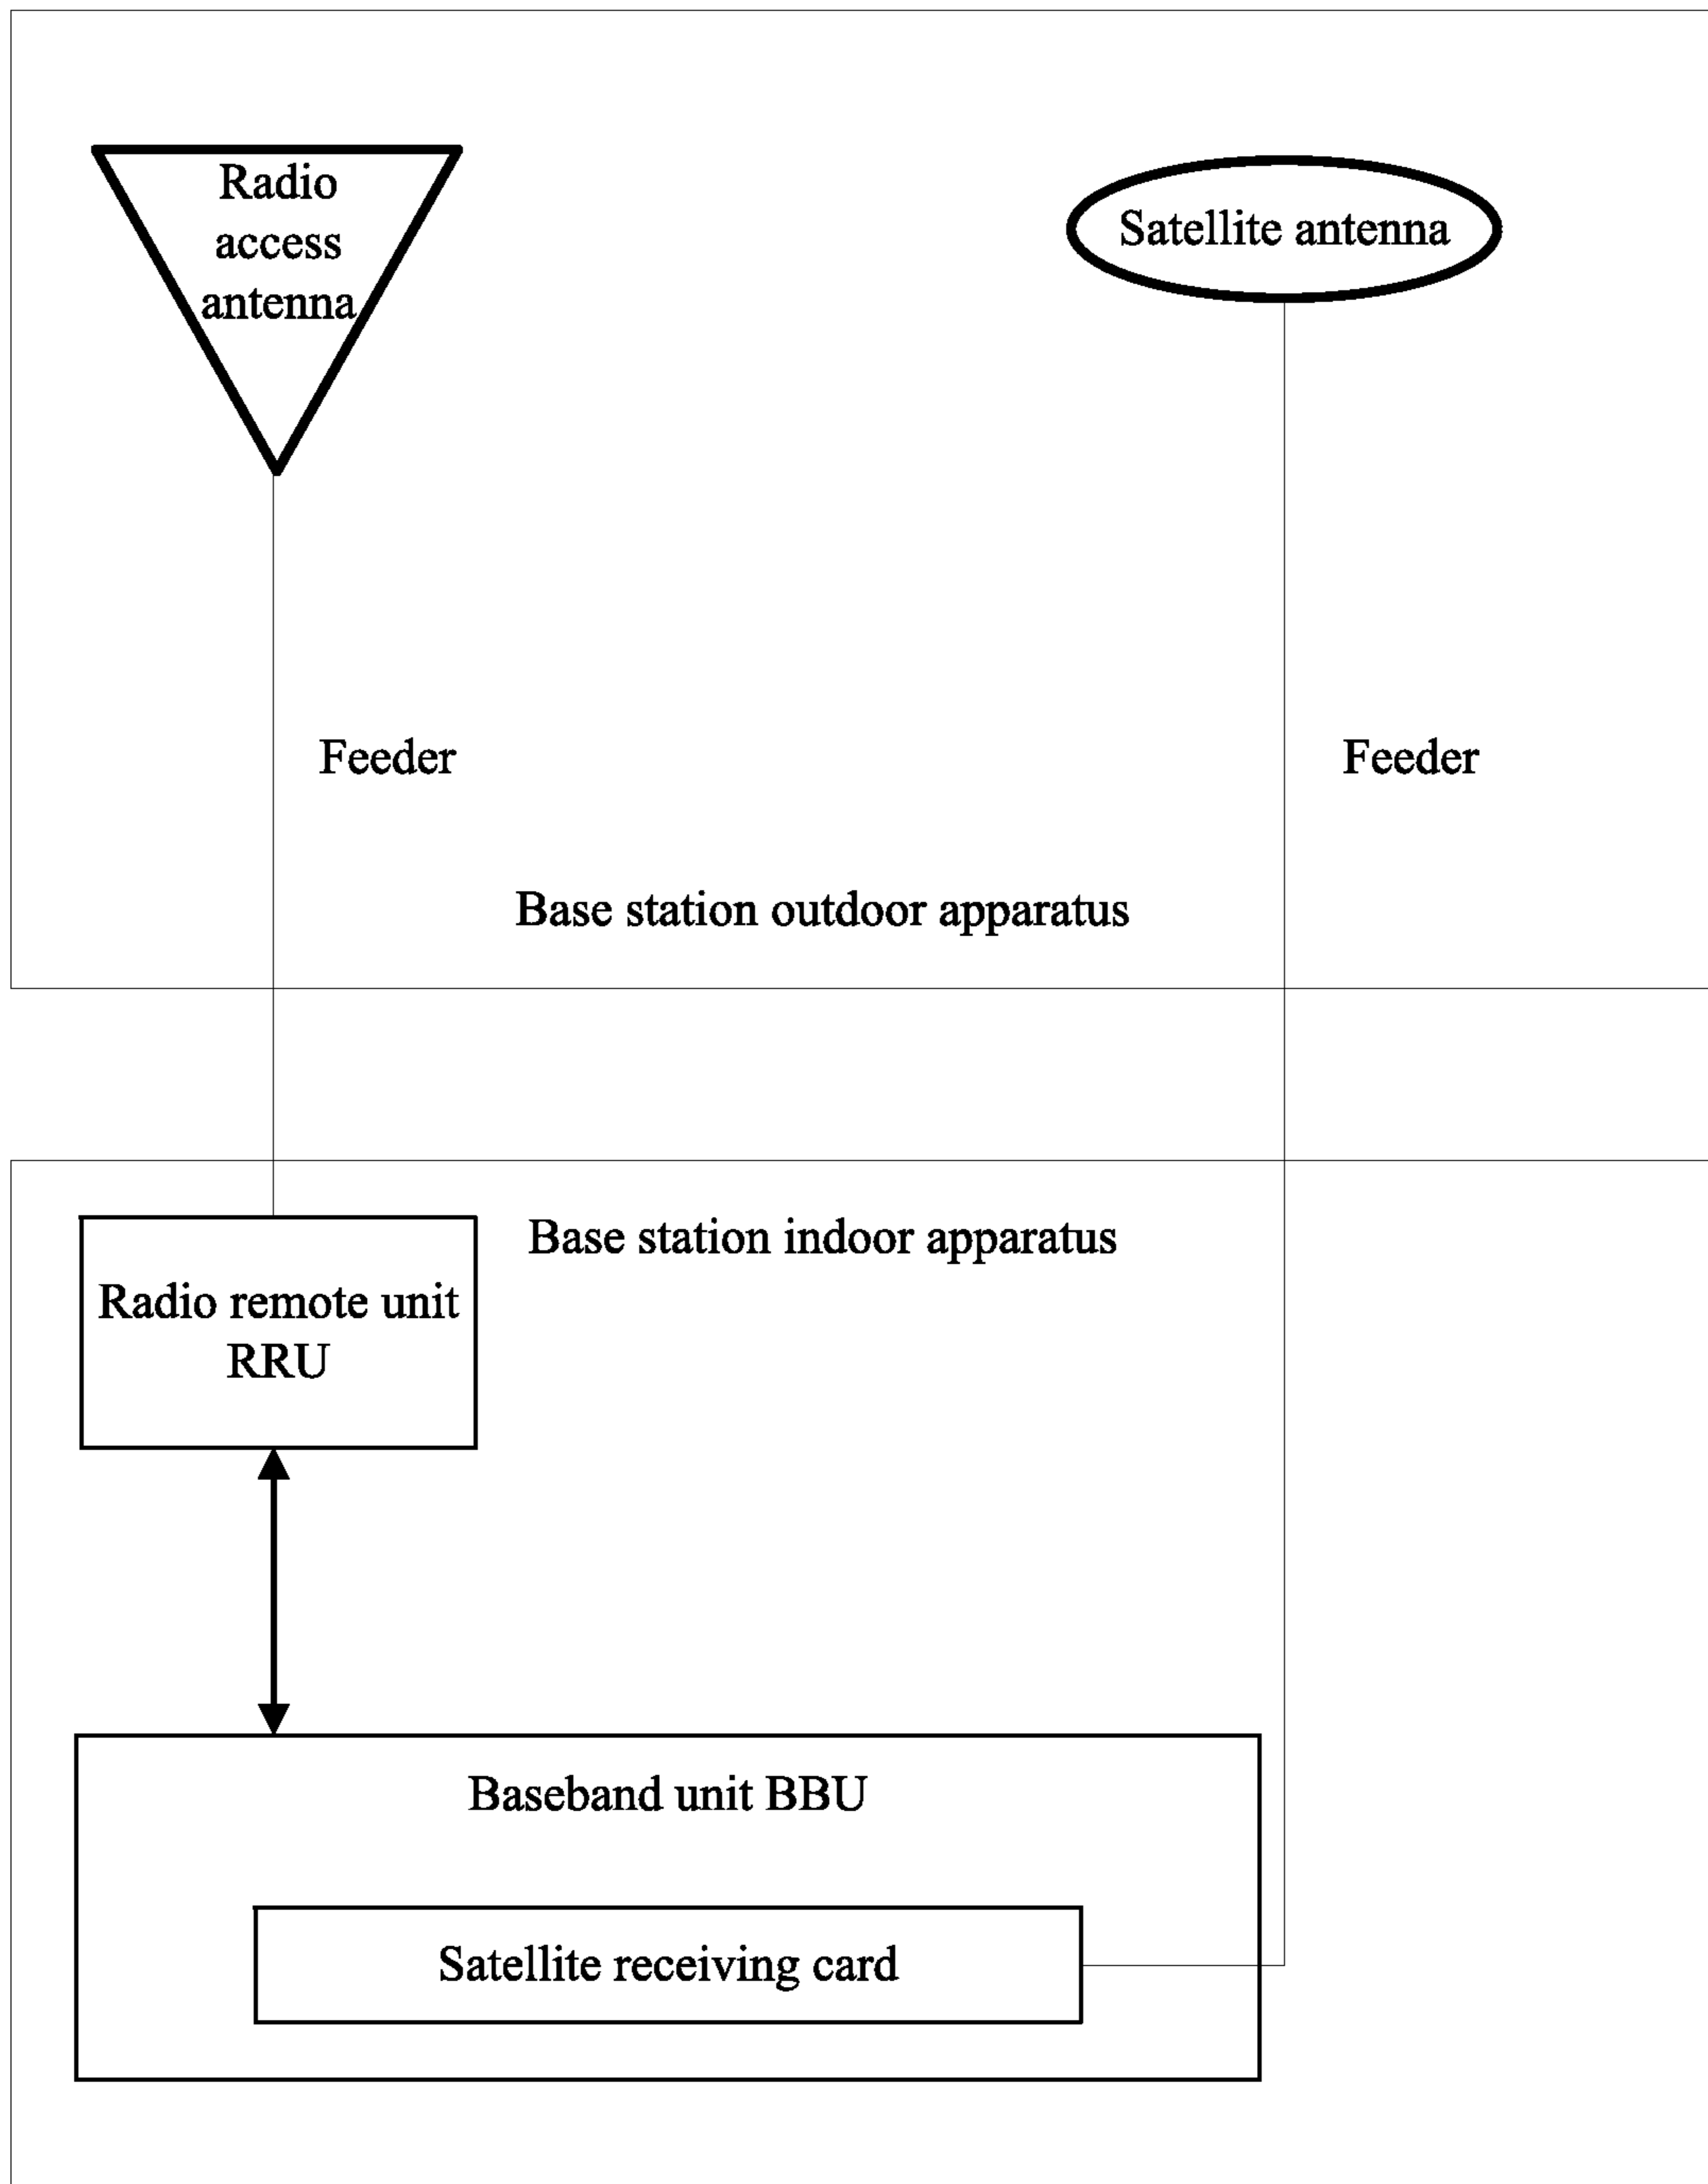 Radio
access
antenna
Satellite antenna
Feeder
Feeder
Base station outdoor apparatus
Base station indoor apparatus
Radio remote unit
RRU
Baseband unit BBU
Satellite receiving card